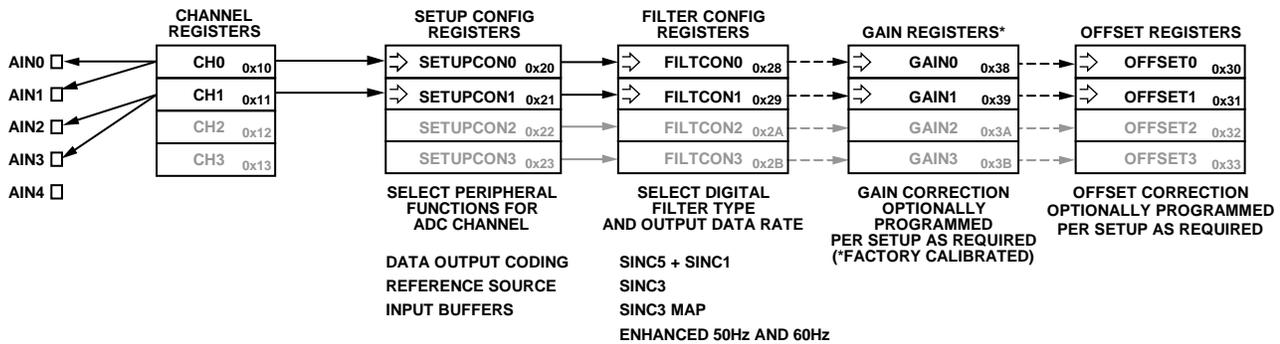 CHANNEL
REGISTERS
SETUP CONFIG
REGISTERS
FILTER CONFIG
REGISTERS
GAIN REGISTERS*
OFFSET REGISTERS
AIN0
CH0 0x10
SETUPCON0 0x20
FILTCON0 0x28
GAIN0 0x38
OFFSET0 0x30
AIN1
CH1 0x11
SETUPCON1 0x21
FILTCON1 0x29
GAIN1 0x39
OFFSET1 0x31
AIN2
CH2 0x12
SETUPCON2 0x22
FILTCON2 0x2A
GAIN2 0x3A
OFFSET2 0x32
AIN3
CH3 0x13
SETUPCON3 0x23
FILTCON3 0x2B
GAIN3 0x3B
OFFSET3 0x33
AIN4
SELECT PERIPHERAL
FUNCTIONS FOR
ADC CHANNEL
SELECT DIGITAL
FILTER TYPE
AND OUTPUT DATA RATE
GAIN CORRECTION
OPTIONALLY
PROGRAMMED
PER SETUP AS REQUIRED
(*FACTORY CALIBRATED)
OFFSET CORRECTION
OPTIONALLY PROGRAMMED
PER SETUP AS REQUIRED
DATA OUTPUT CODING
REFERENCE SOURCE
INPUT BUFFERS
SINC5 + SINC1
SINC3
SINC3 MAP
ENHANCED 50Hz AND 60Hz